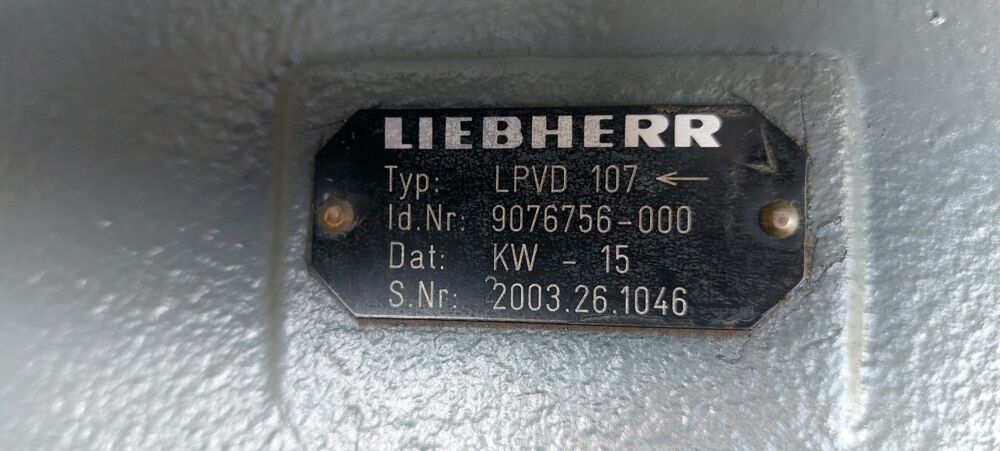 LIEBHERR
Typ: LPVD 107 ←
Id.Nr: 9076756-000
Dat: KW - 15
S.Nr: 2003.26.1046